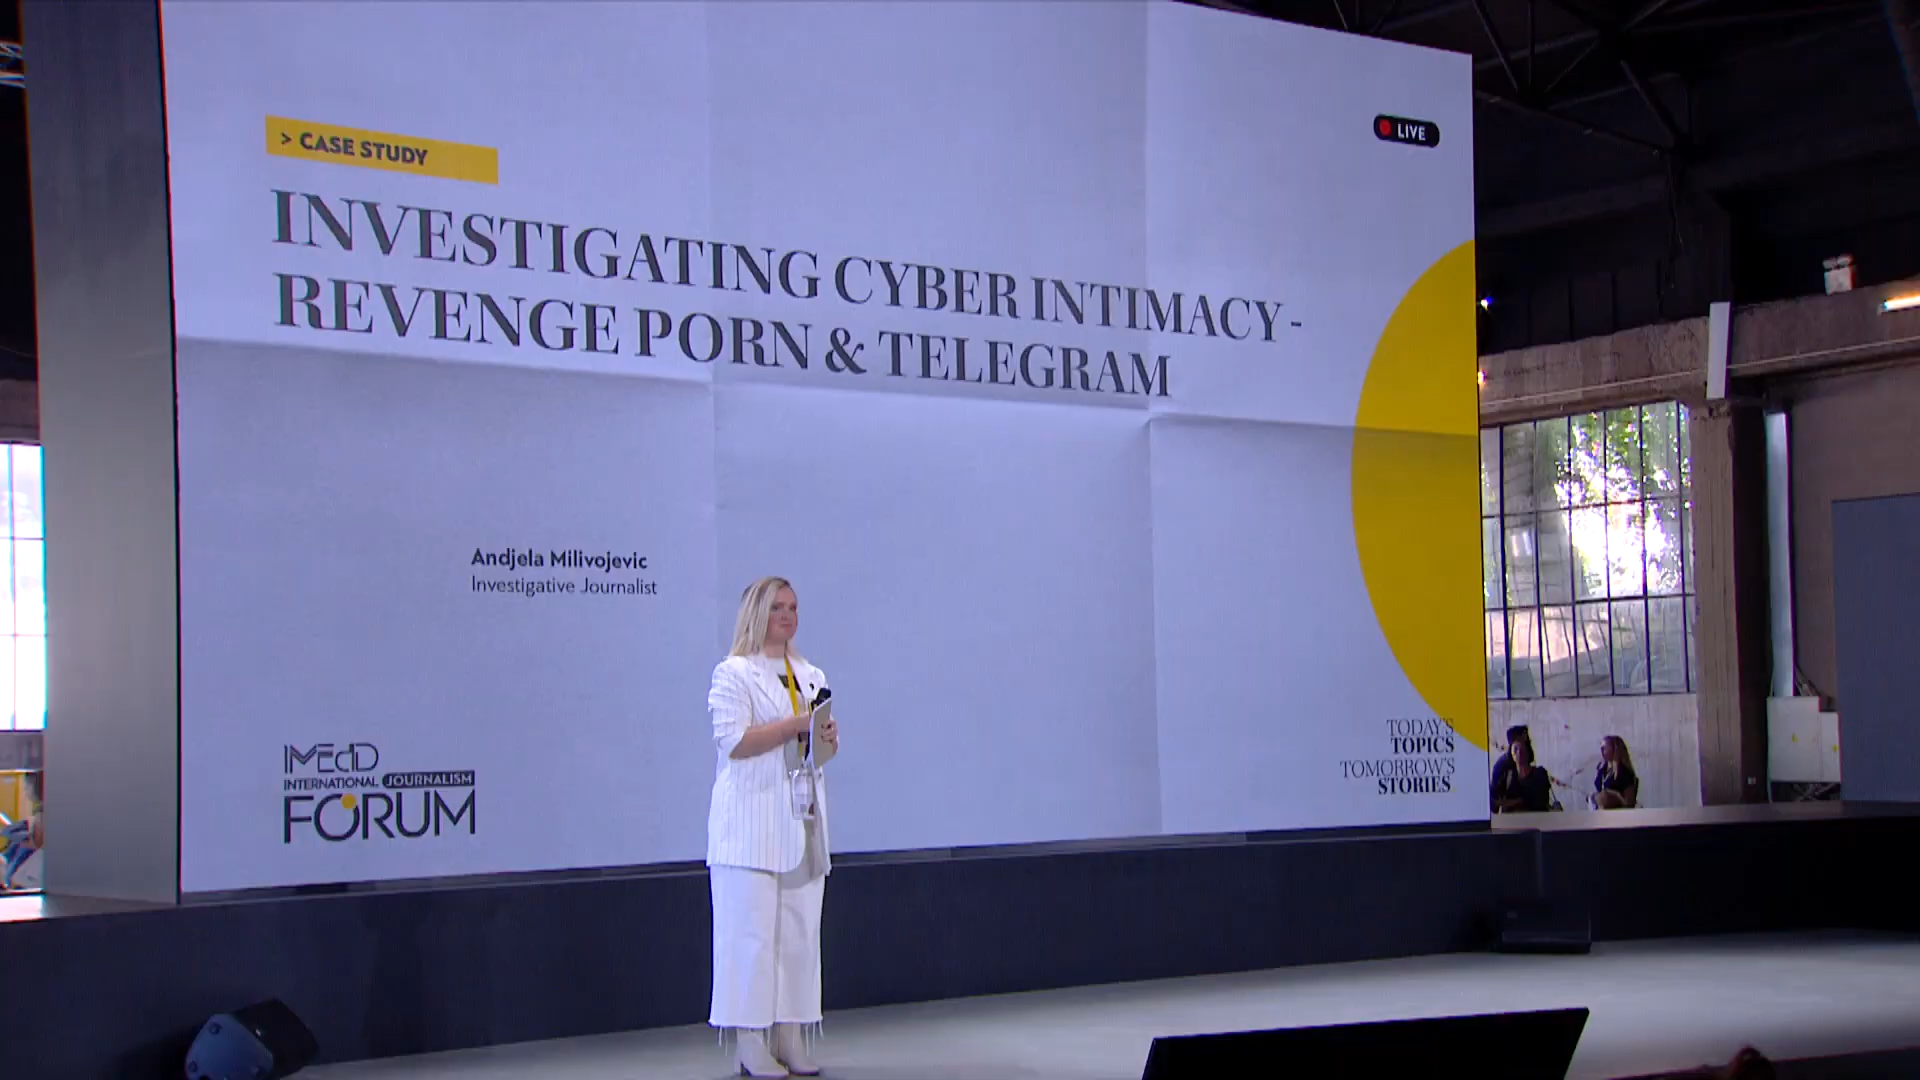 > CASE STUDY
LIVE
INVESTIGATING CYBER INTIMACY -
REVENGE PORN & TELEGRAM
Andjela Milivojevic
Investigative Journalist
IMEdD
INTERNATIONAL JOURNALISM
FORUM
TODAY'S
TOPICS
TOMORROW'S
STORIES